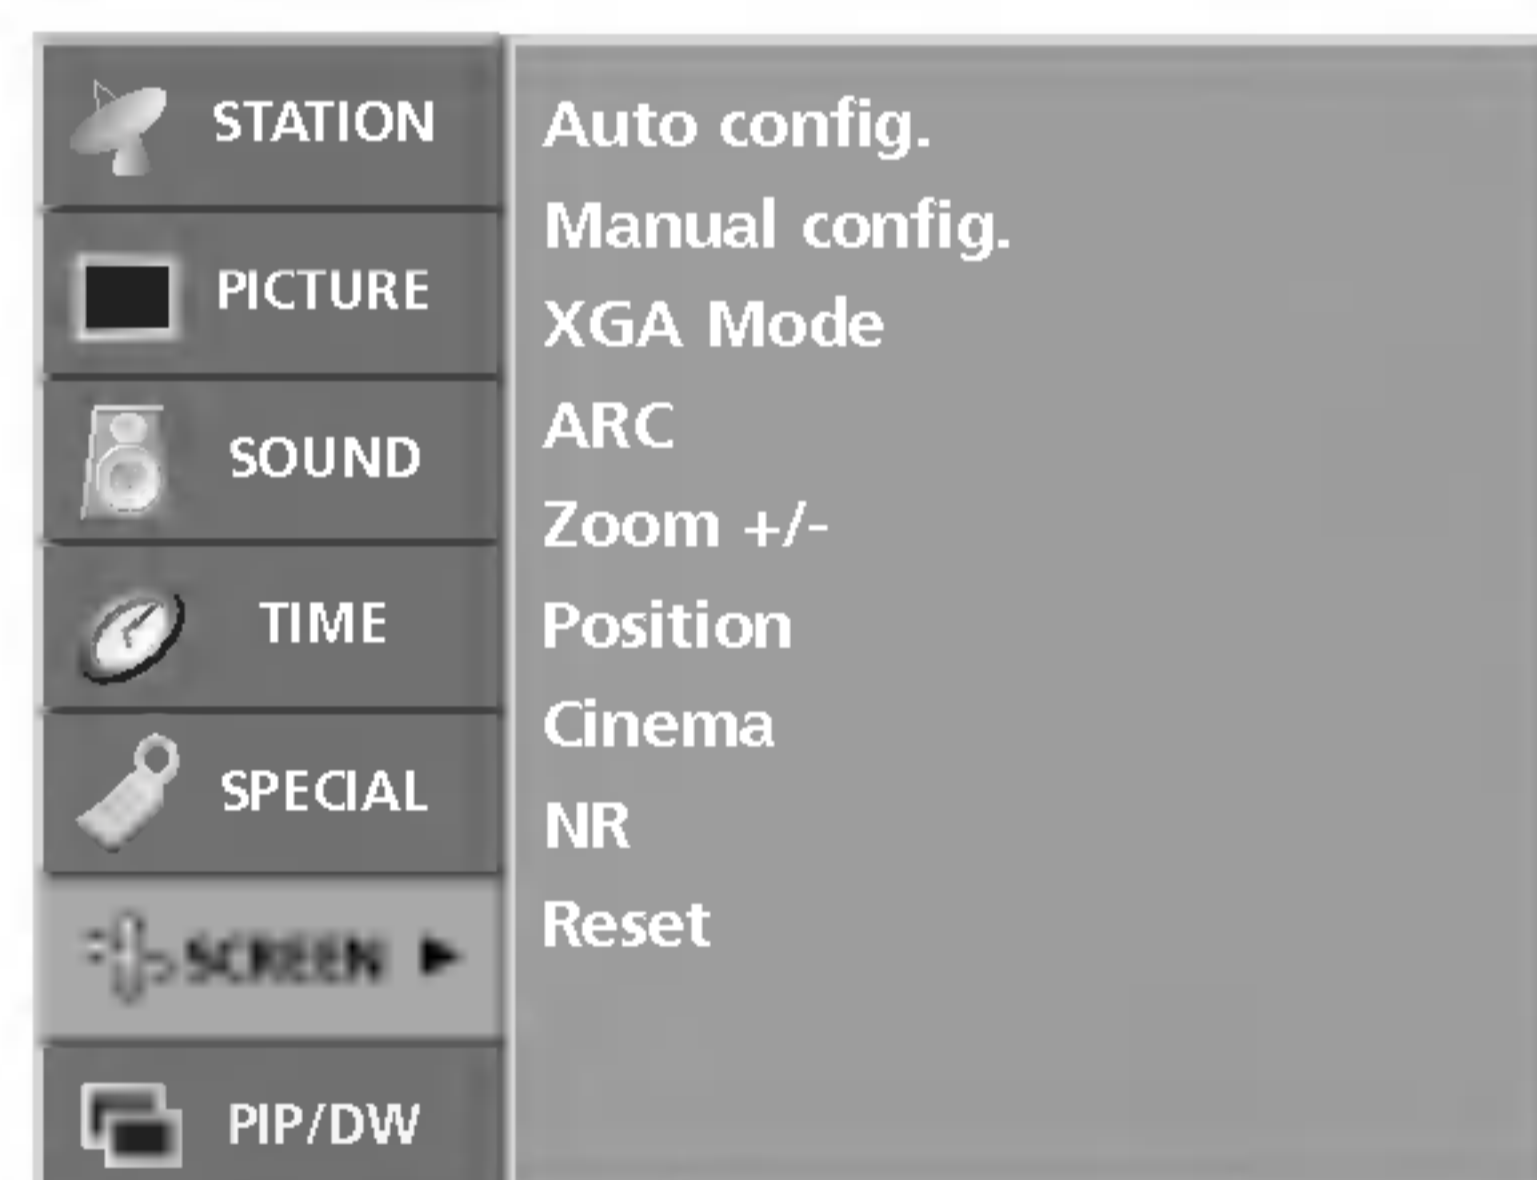 STATION
PICTURE
SOUND
TIME
SPECIAL
SCREEN
PIP/DW
Auto config.
Manual config.
XGA Mode
ARC
Zoom +/-
Position
Cinema
NR
Reset